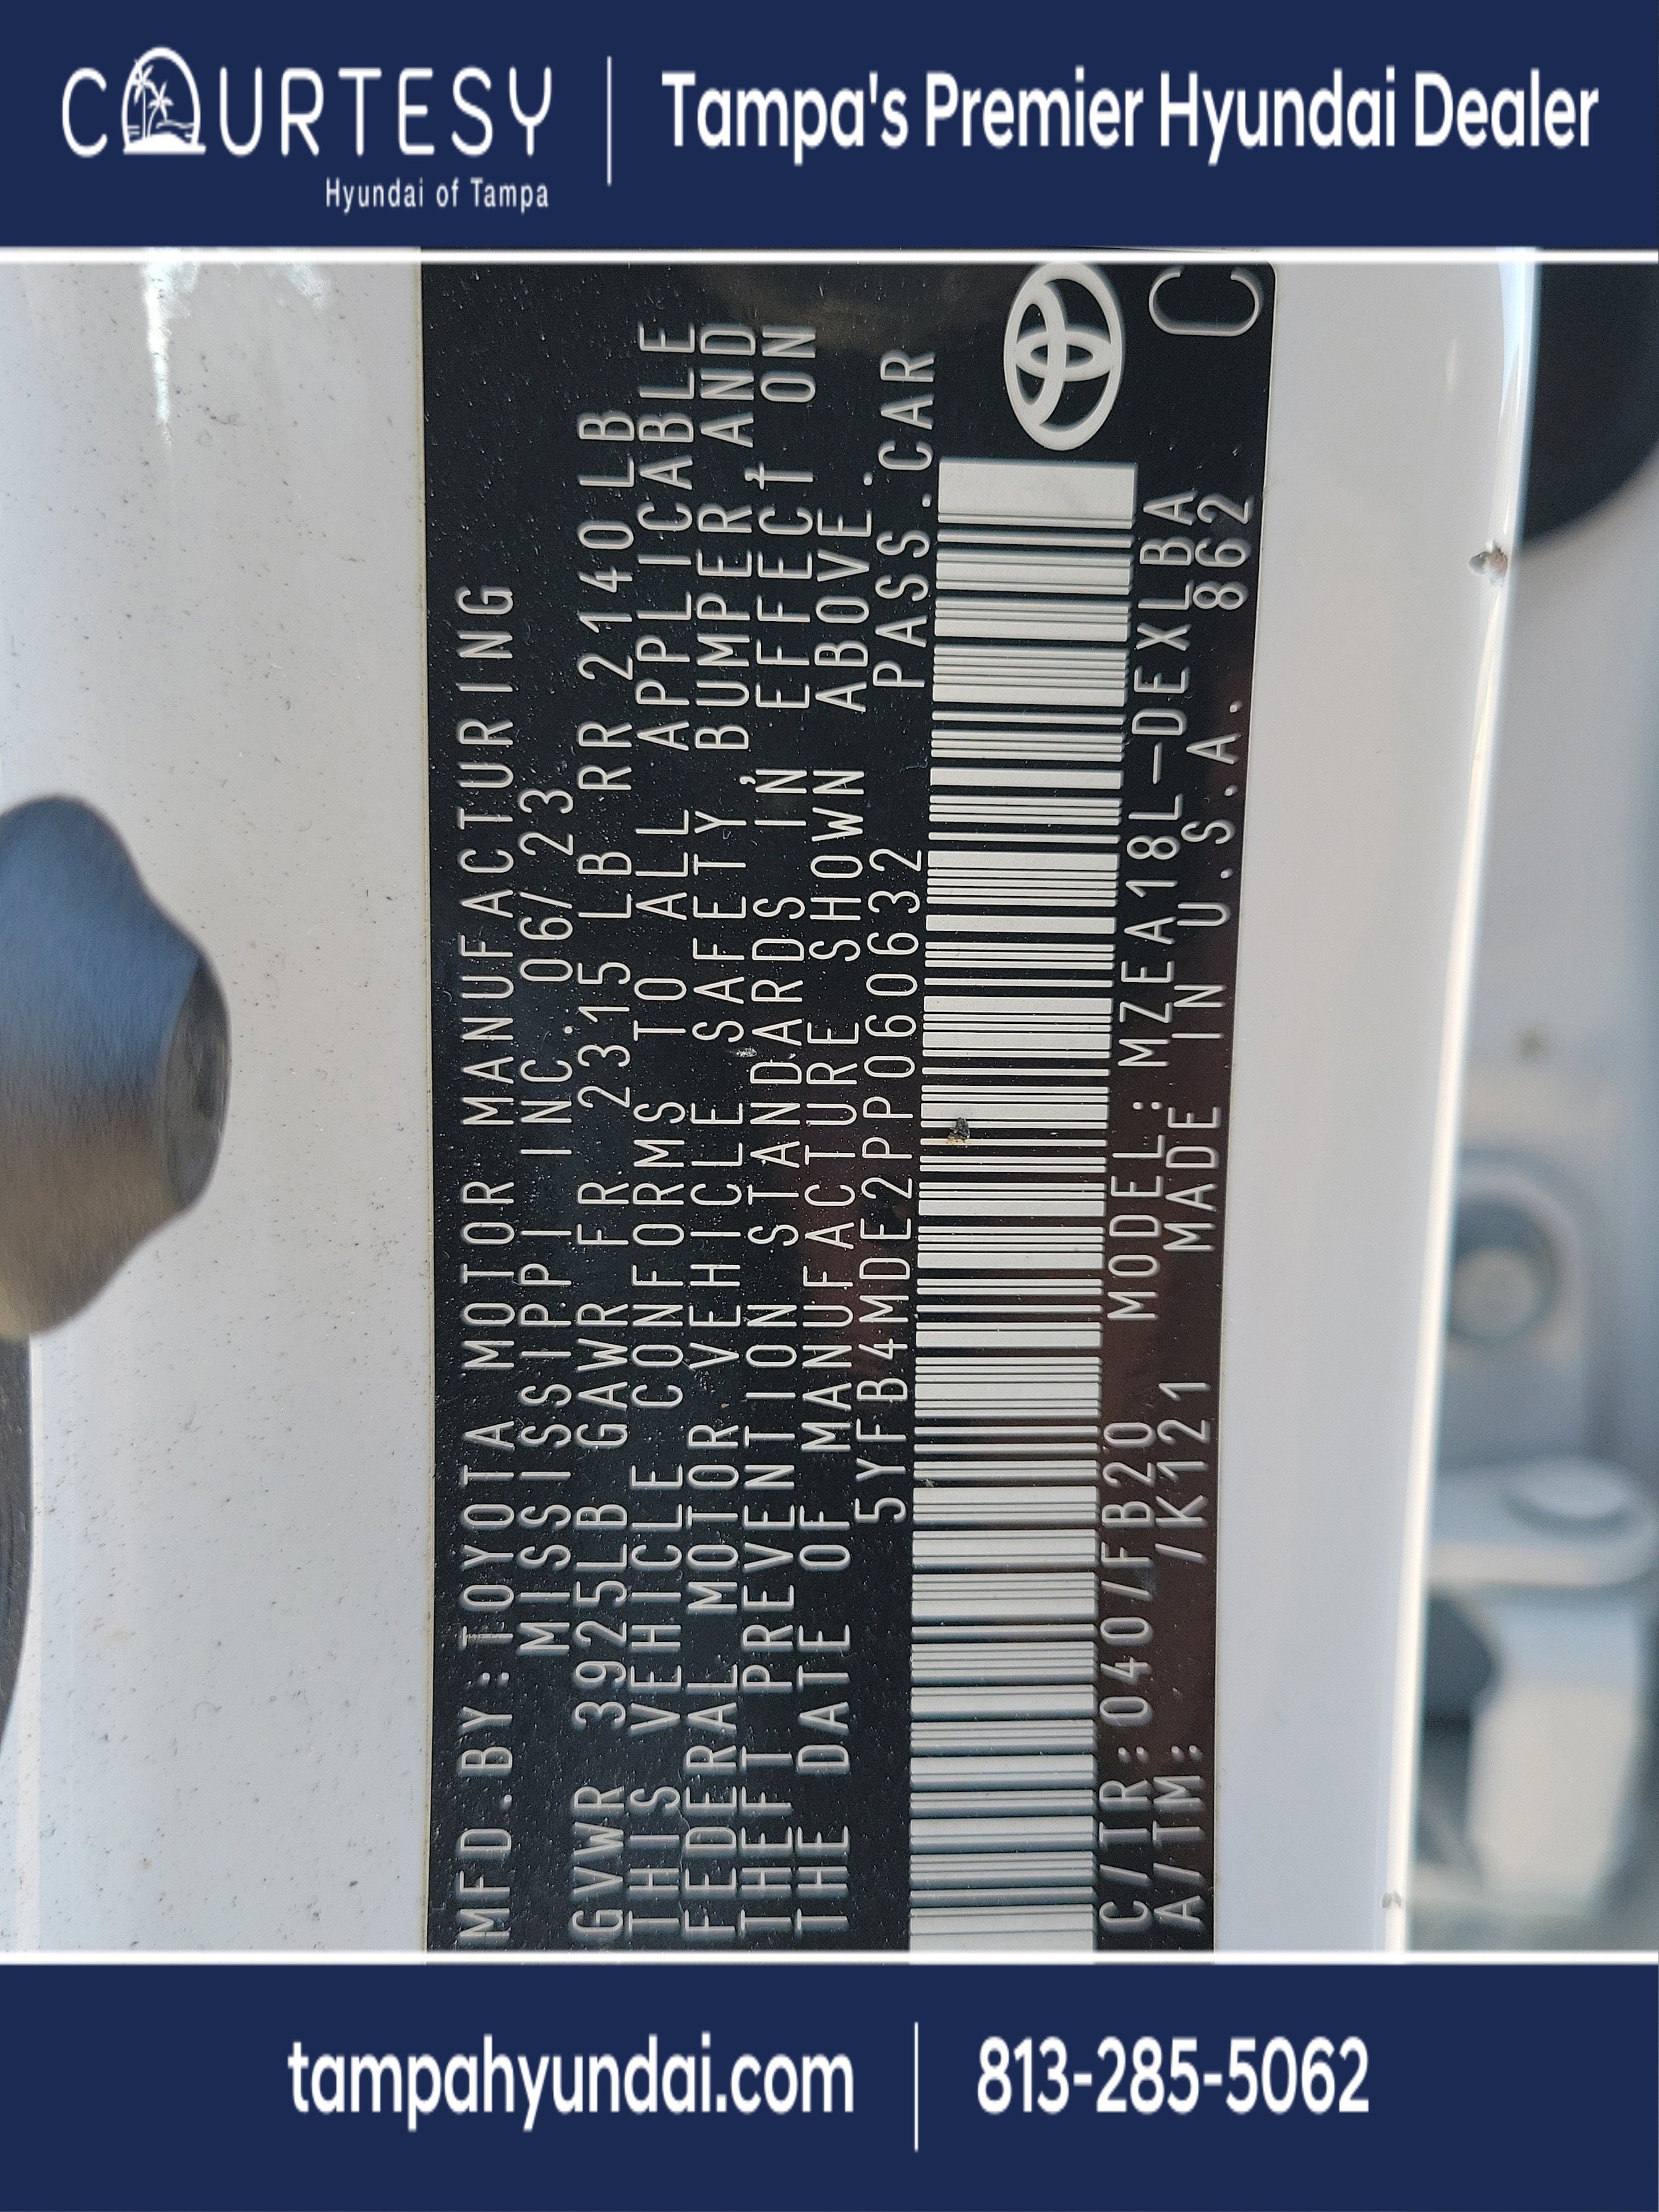 COURTESY
Hyundai of Tampa
Tampa's Premier Hyundai Dealer
MFD.BY:TOYOTA MOTOR MANUFACTURING
MISSISSIPPI INC. 06/23
GVWR 3925LB GAWR FR 2315LB RR 2140LB
THIS VEHICLE CONFORMS TO ALL APPLICABLE
FEDERAL MOTOR VEHICLE SAFETY, BUMPER AND
THEFT PREVENTION STANDARDS IN EFFECT ON
THE DATE OF MANUFACTURE SHOWN ABOVE.
5YFB4MDE2PP060632 PASS.CAR
C/TR:040/FB20 MODEL:MZEA18L-DEXLBA
A/TM: /K121 MADE IN U.S.A. 862
C
tampahyundai.com
813-285-5062